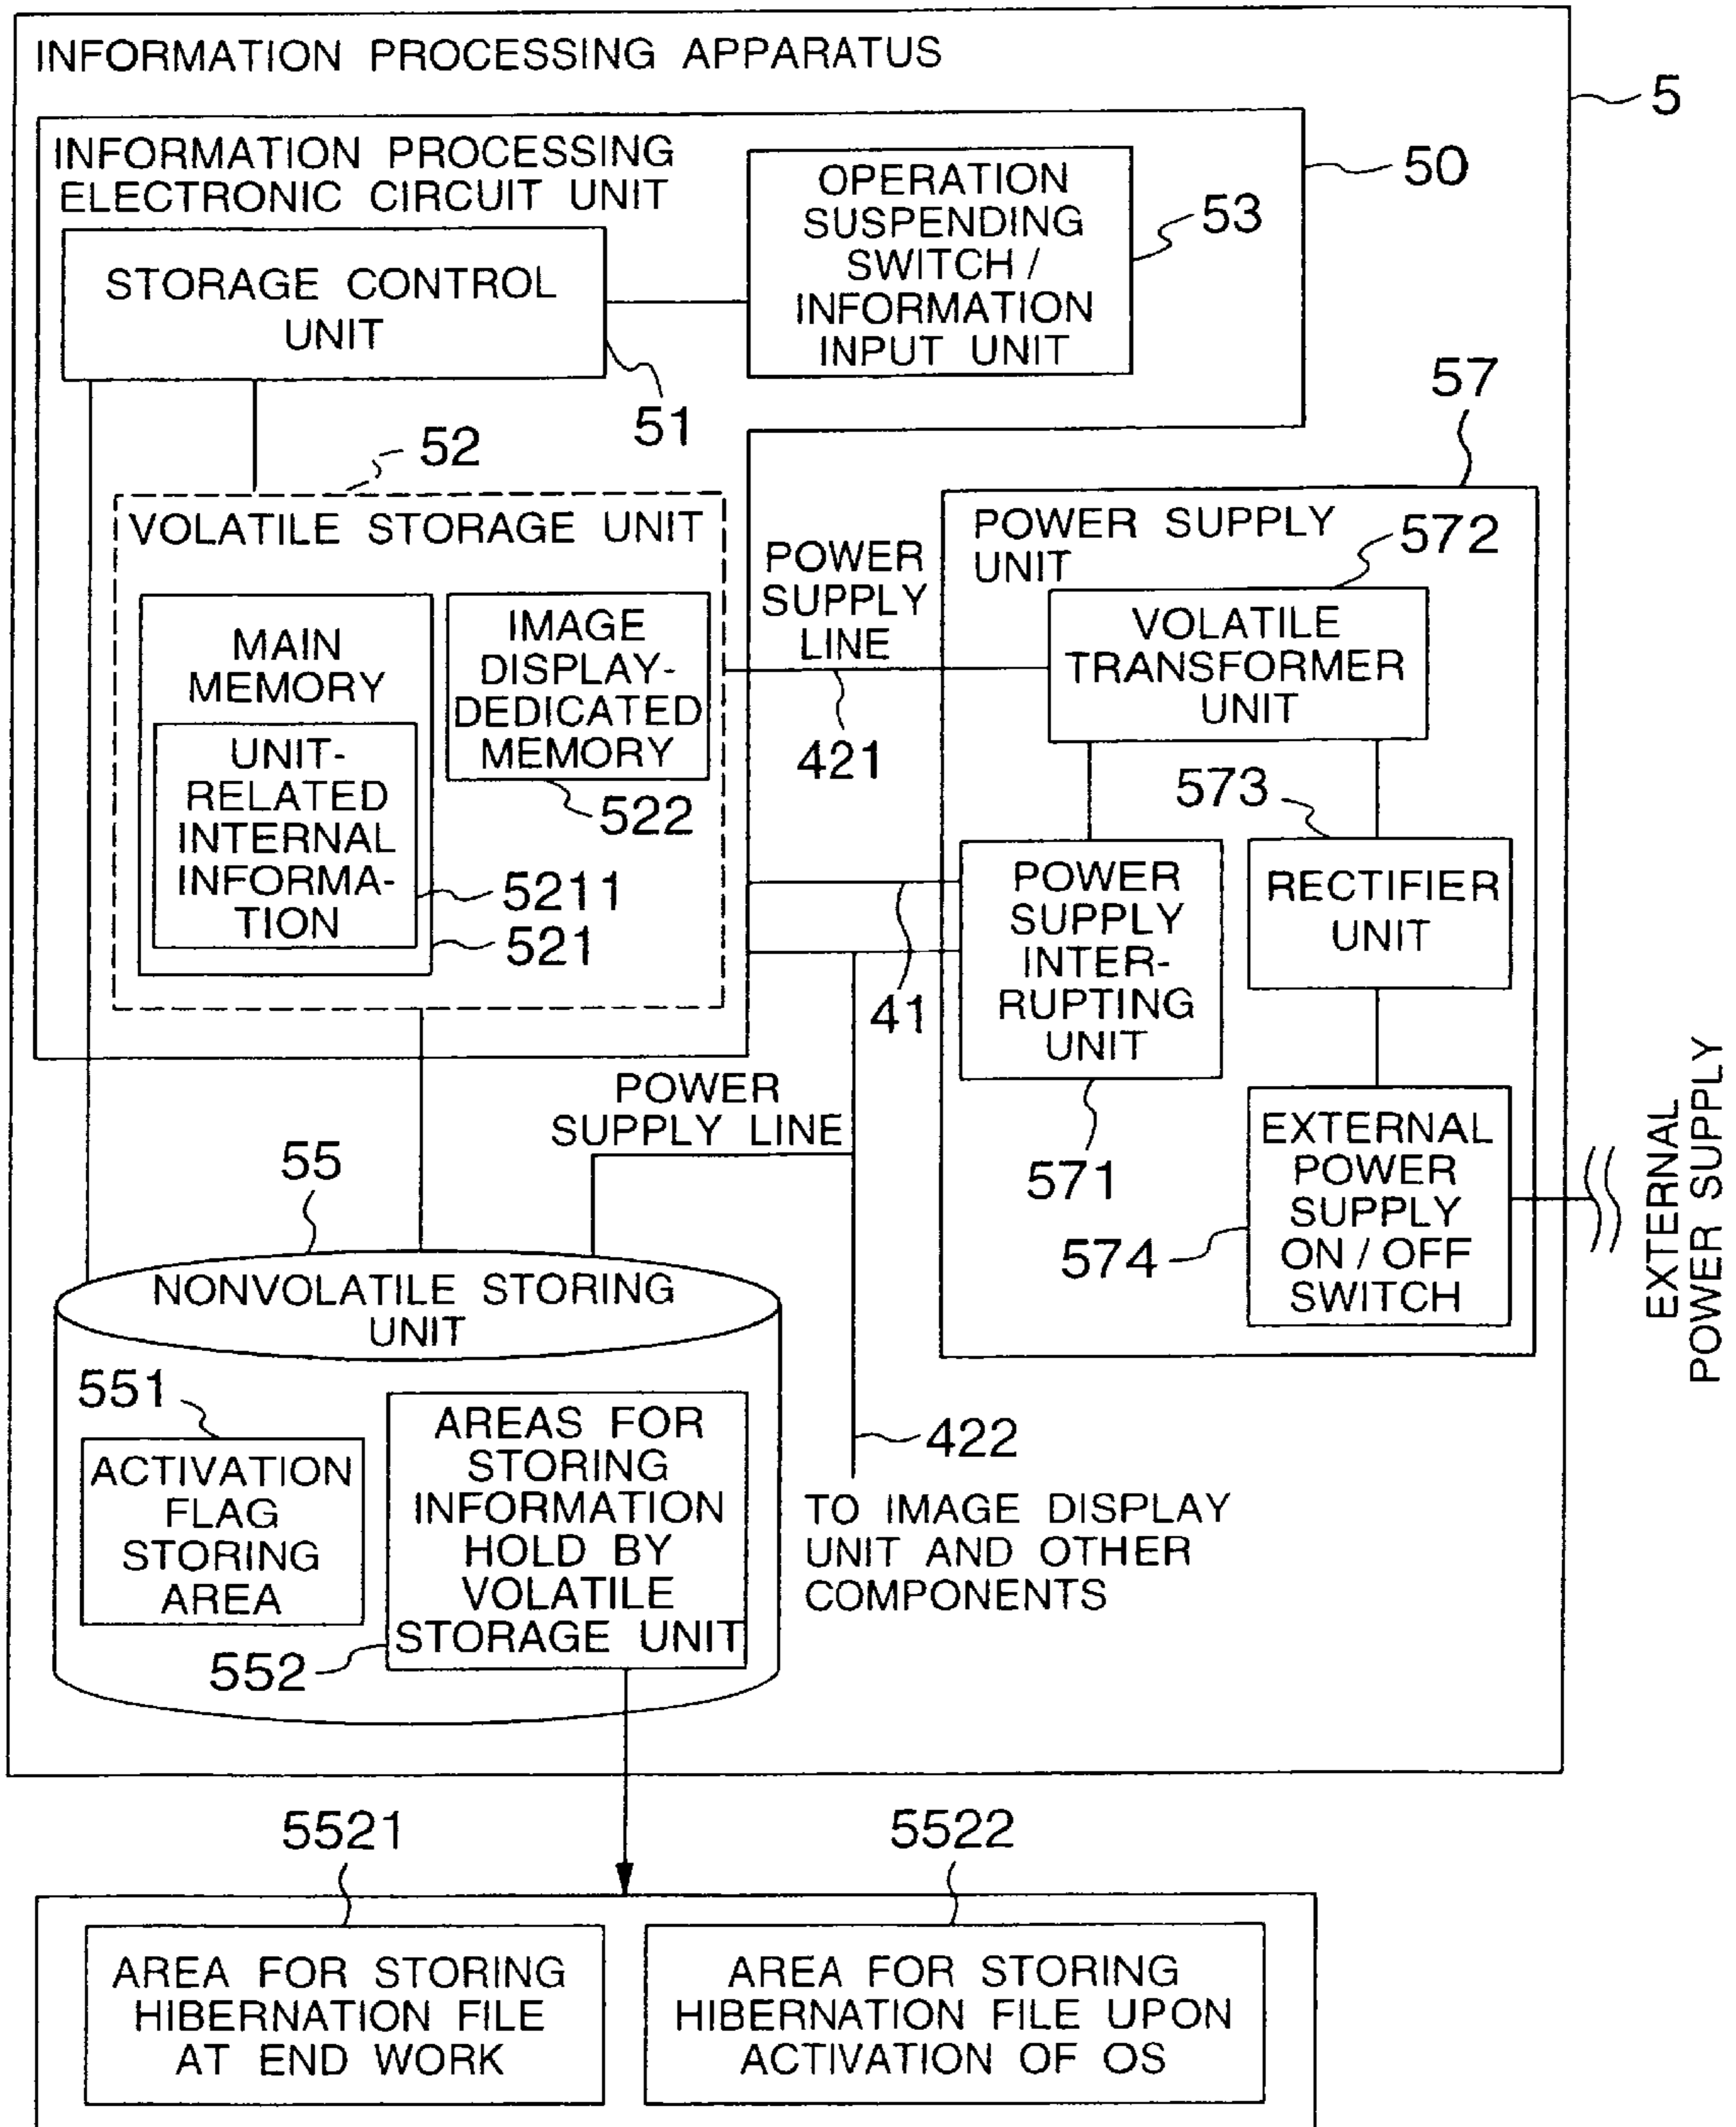 INFORMATION PROCESSING APPARATUS
5
INFORMATION PROCESSING
ELECTRONIC CIRCUIT UNIT
50
OPERATION
SUSPENDING
SWITCH /
INFORMATION
INPUT UNIT
53
STORAGE CONTROL
UNIT
51
52
VOLATILE STORAGE UNIT
MAIN
MEMORY
UNIT-
RELATED
INTERNAL
INFORMA-
TION
5211
521
IMAGE
DISPLAY-
DEDICATED
MEMORY
522
POWER
SUPPLY
LINE
421
57
POWER SUPPLY
UNIT
572
VOLATILE
TRANSFORMER
UNIT
573
RECTIFIER
UNIT
POWER
SUPPLY
INTER-
RUPTING
UNIT
41
571
EXTERNAL
POWER
SUPPLY
ON / OFF
SWITCH
574
EXTERNAL
POWER SUPPLY
POWER
SUPPLY LINE
55
NONVOLATILE STORING
UNIT
551
ACTIVATION
FLAG
STORING
AREA
AREAS FOR
STORING
INFORMATION
HOLD BY
VOLATILE
STORAGE UNIT
552
422
TO IMAGE DISPLAY
UNIT AND OTHER
COMPONENTS
5521
5522
AREA FOR STORING
HIBERNATION FILE
AT END WORK
AREA FOR STORING
HIBERNATION FILE UPON
ACTIVATION OF OS